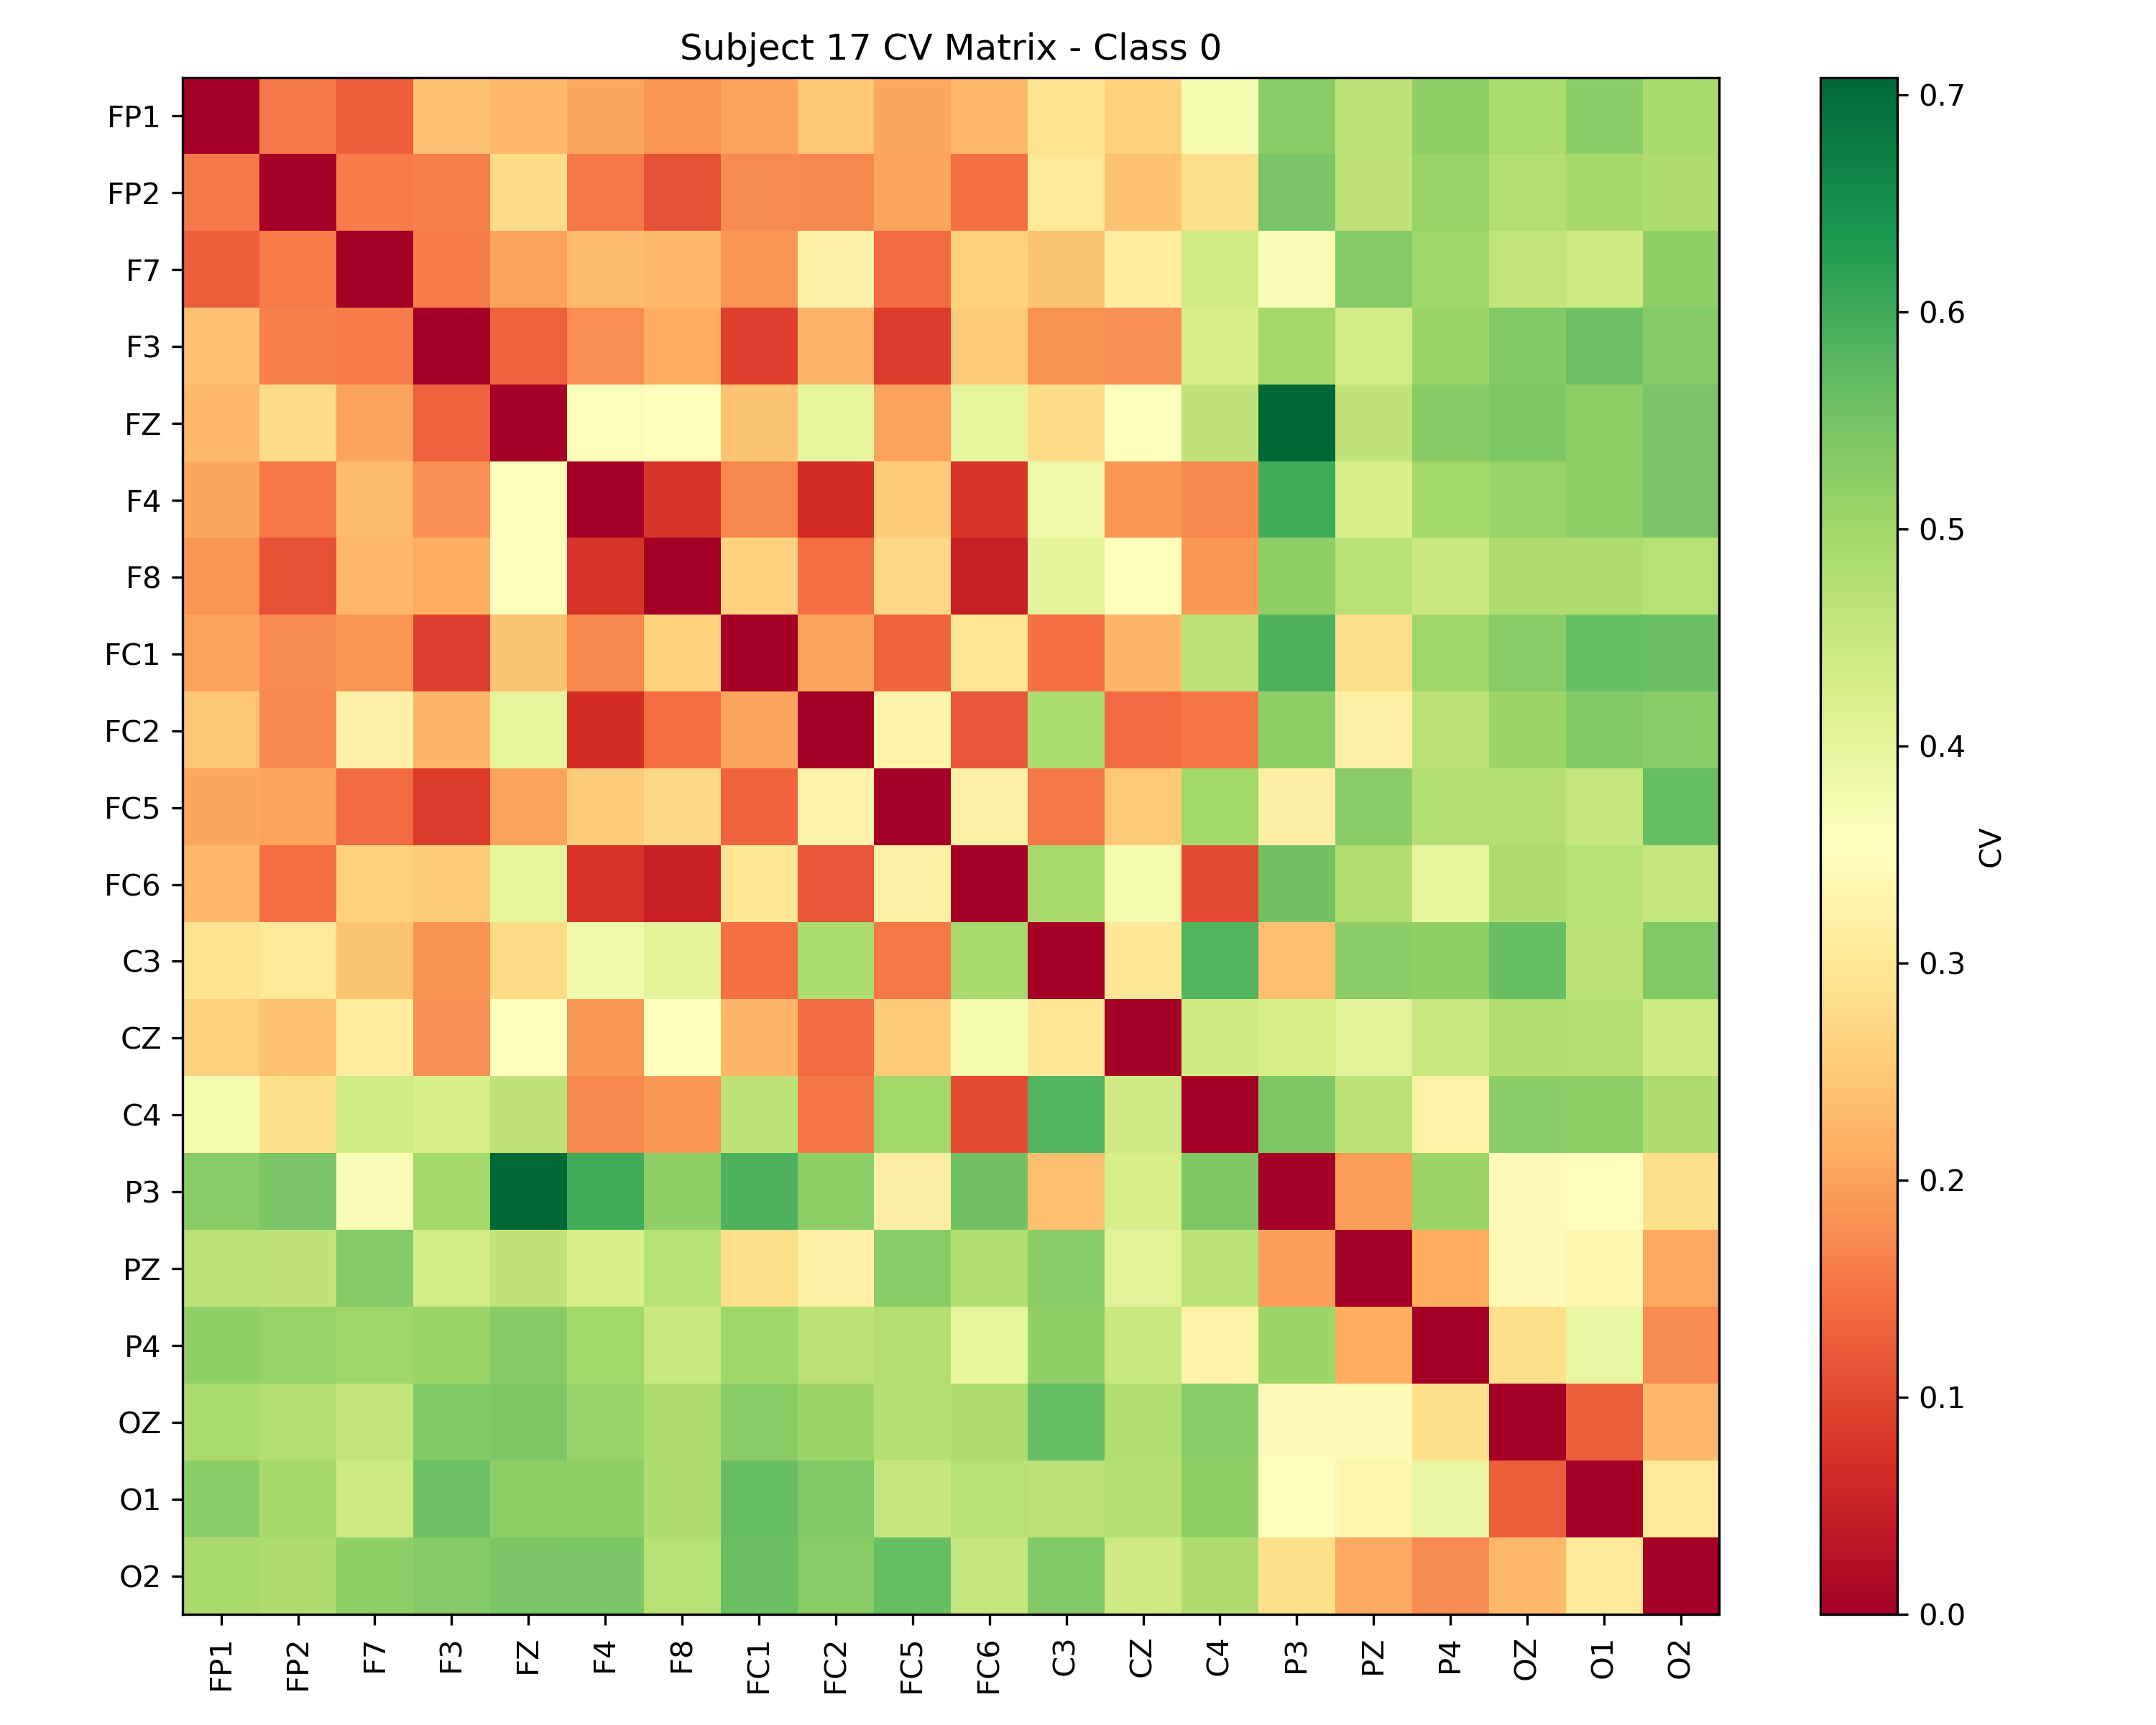 Subject 17 CV Matrix - Class 0
FP1
FP2
F7
F3
FZ
F4
F8
FC1
FC2
FC5
FC6
C3
CZ
C4
P3
PZ
P4
OZ
O1
O2
FP1 FP2 F7 F3 FZ F4 F8 FC1 FC2 FC5 FC6 C3 CZ C4 P3 PZ P4 OZ O1 O2
0.7
0.6
0.5
0.4
0.3
0.2
0.1
0.0
CV